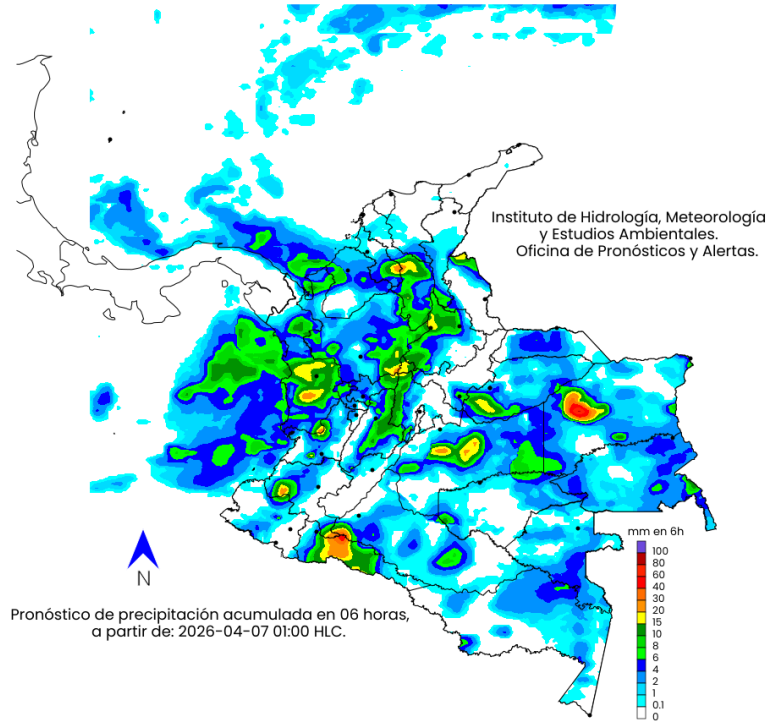 Instituto de Hidrología, Meteorología
y Estudios Ambientales.
Oficina de Pronósticos y Alertas.
mm en 6h
100
80
60
40
30
20
15
10
8
6
4
2
1
0.1
0
N
Pronóstico de precipitación acumulada en 06 horas,
a partir de: 2026-04-07 01:00 HLC.